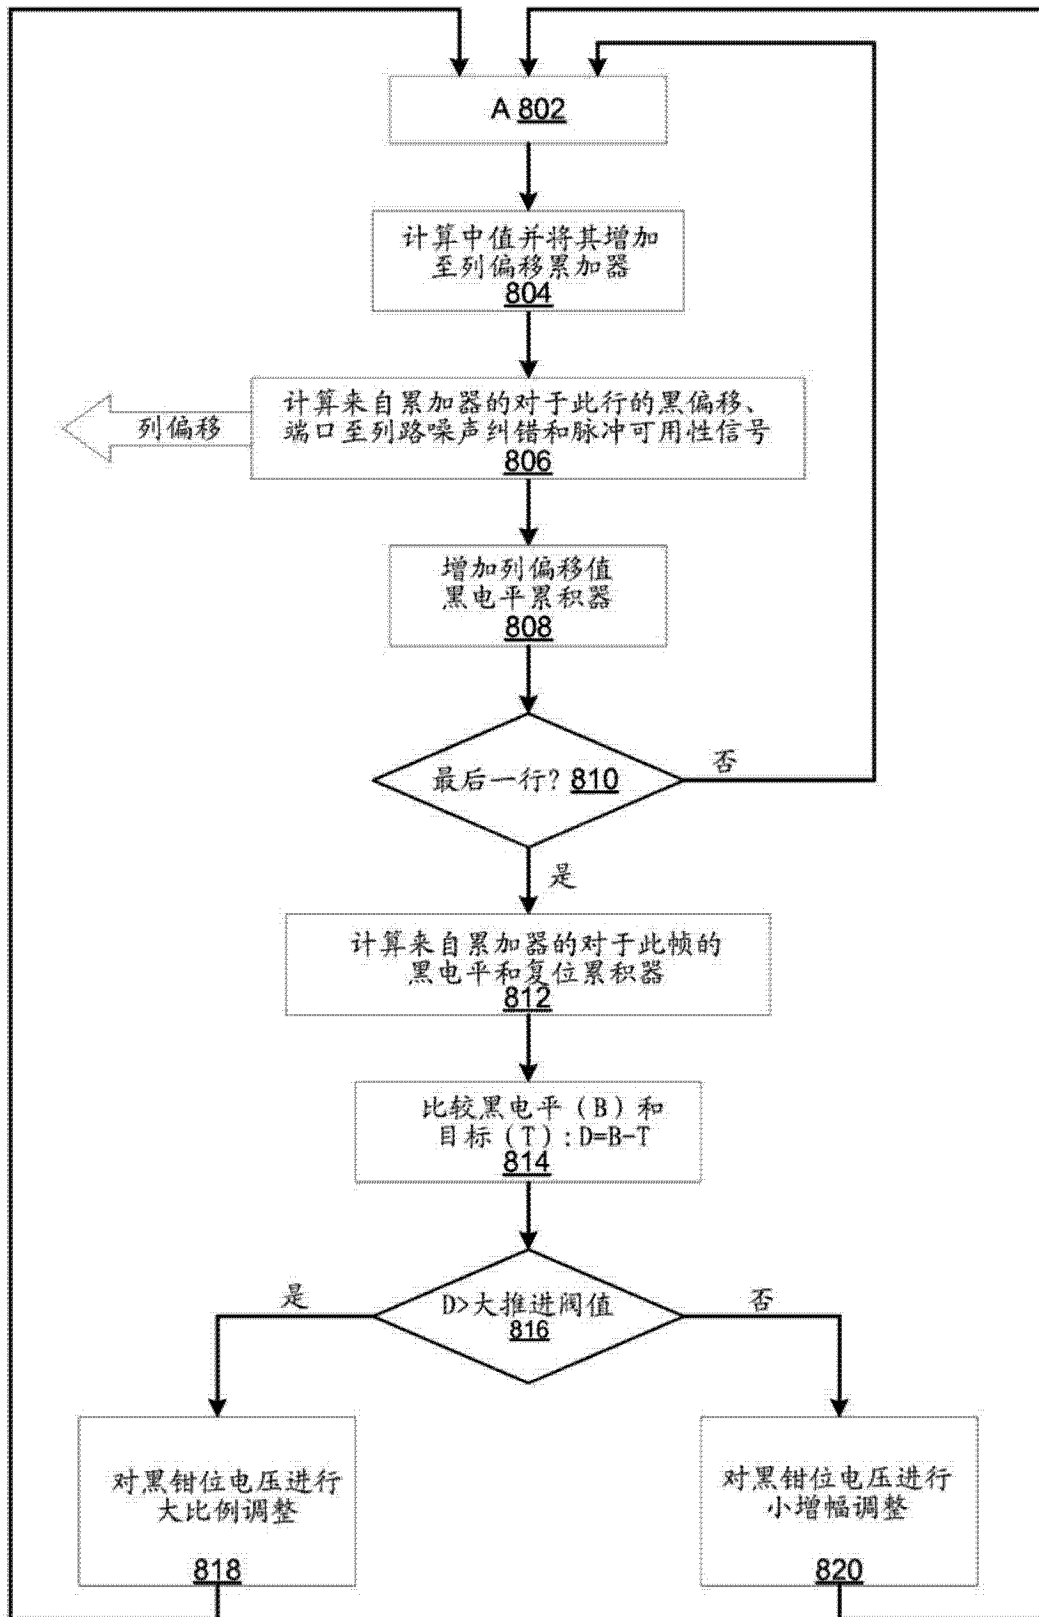 A 802
计算中值并将其增加
至列偏移累加器
804
计算来自累加器的对于此行的黑偏移、
端口至列路噪声纠错和脉冲可用性信号
806
列偏移
增加列偏移值
黑电平累积器
808
最后一行? 810
否
是
计算来自累加器的对于此帧的
黑电平和复位累积器
812
比较黑电平（B）和
目标（T）: D=B-T
814
D>大推进阀值
816
是
否
对黑钳位电压进行
大比例调整
818
对黑钳位电压进行
小增幅调整
820